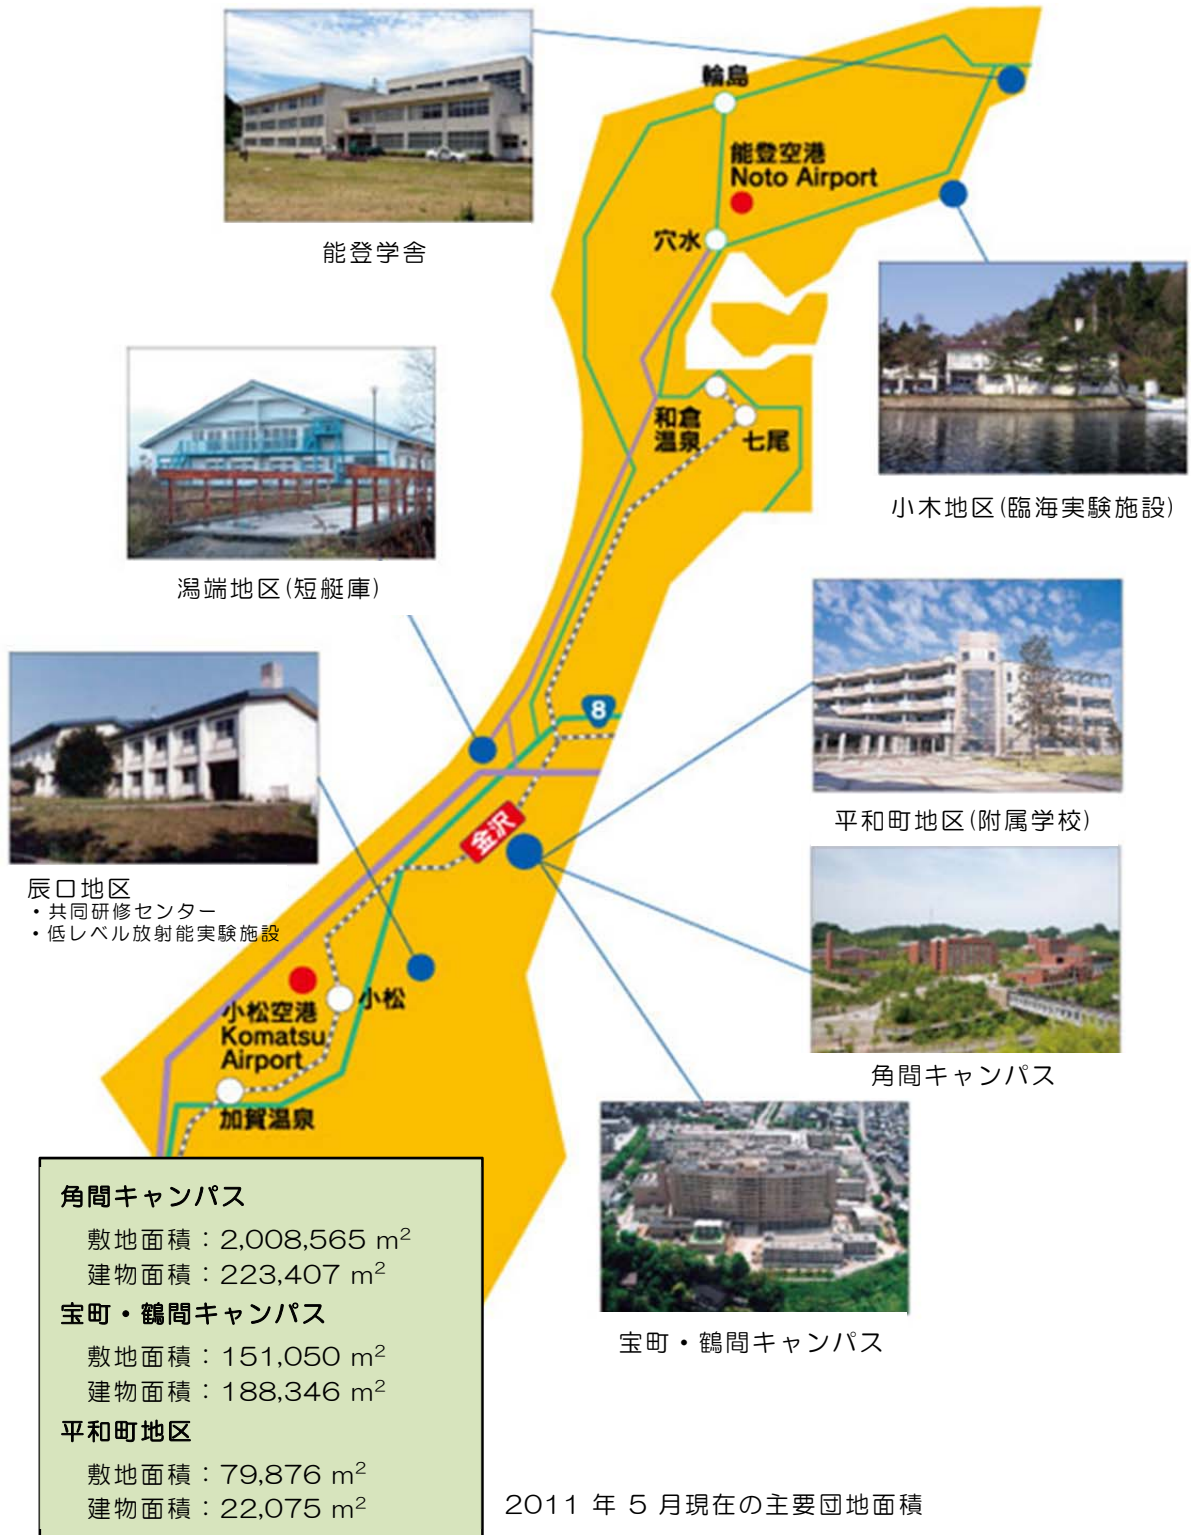 輪島
能登空港
Noto Airport
能登学舎
穴水
和倉
温泉
七尾
小木地区(臨海実験施設)
潟端地区(短艇庫)
8
平和町地区(附属学校)
金沢
辰口地区
・共同研修センター
・低レベル放射能実験施設
小松
小松空港
Komatsu
Airport
加賀温泉
角間キャンパス
宝町・鶴間キャンパス
角間キャンパス
敷地面積：2,008,565 m²
建物面積：223,407 m²
宝町・鶴間キャンパス
敷地面積：151,050 m²
建物面積：188,346 m²
平和町地区
敷地面積：79,876 m²
建物面積：22,075 m²
2011 年 5 月現在の主要団地面積